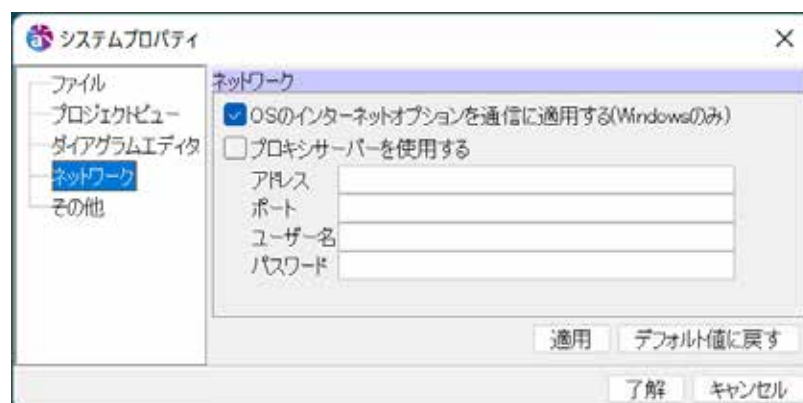 システムプロパティ
ファイル
プロジェクトビュー
ダイアグラムエディタ
ネットワーク
その他
ネットワーク
OSのインターネットオプションを通信に適用する(Windowsのみ)
プロキシサーバーを使用する
アドレス
ポート
ユーザー名
パスワード
適用 デフォルト値に戻す
了解 キャンセル